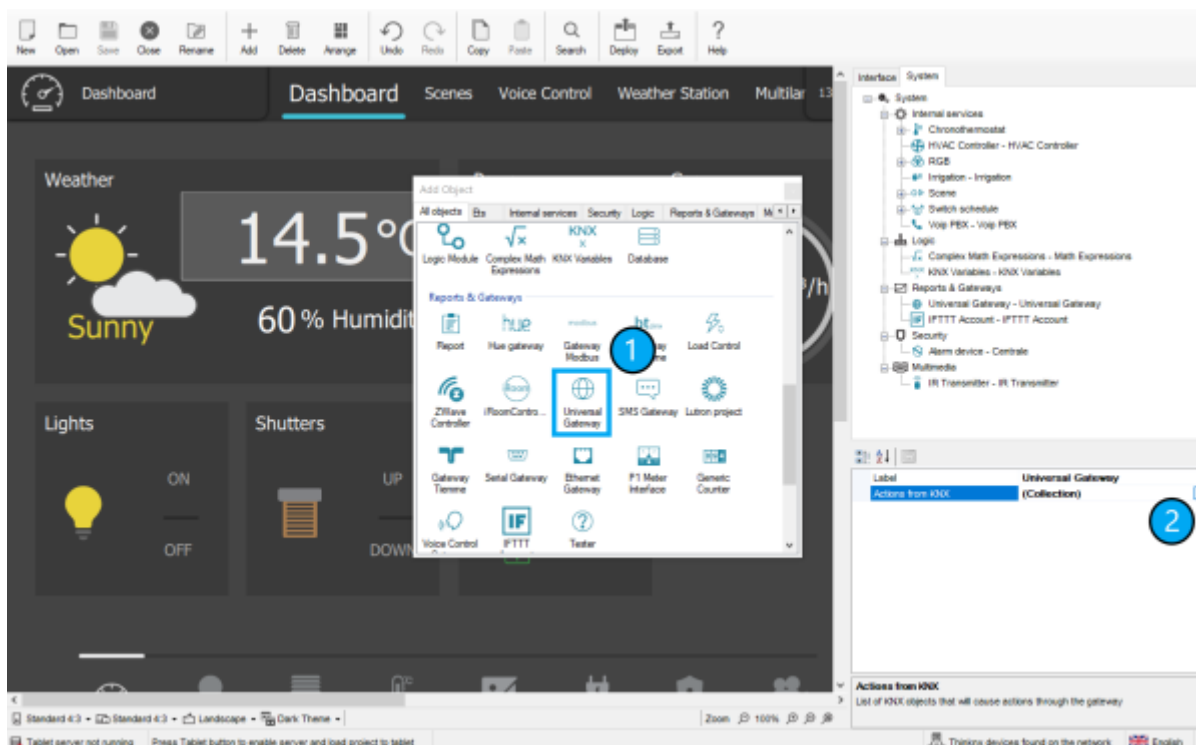 New Open Save Close Rename Add Delete Arrange Undo Redo Copy Paste Search Deploy Export Help
Dashboard
Dashboard Scenes Voice Control Weather Station Multilar 13
Weather
14.5°C
Sunny
60 % Humidit
/h
Lights
ON
OFF
Shutters
UP
DOWN
Add Object
All objects Ets Internal services Security Logic Reports & Gateways M
Logic Module Complex Math Expressions KNX Variables Database
√x KNX x
Reports & Gateways
hue modbus
Report Hue gateway Gateway Modbus Load Control
1
iRoom
ZWave Controller iRoomContro... Universal Gateway SMS Gateway Lutron project
Gateway Tiemme Serial Gateway Ethernet Gateway P1 Meter Interface Generic Counter
IF
Voice Control IFTTT Tester
Interface System
System
Internal services
Chronothermostat
HVAC Controller - HVAC Controller
RGB
Irrigation - Irrigation
Scene
Switch schedule
Voip PBX - Voip PBX
Logic
Complex Math Expressions - Math Expressions
KNX Variables - KNX Variables
Reports & Gateways
Universal Gateway - Universal Gateway
IFTTT Account - IFTTT Account
Security
Alarm device - Centrale
Multimedia
IR Transmitter - IR Transmitter
Label Universal Gateway
Actions from KNX (Collection)
2
Actions from KNX
List of KNX objects that will cause actions through the gateway
Standard 4:3 Standard 4:3 Landscape Dark Theme Zoom 100%
Tablet server not running Press Tablet button to enable server and load project to tablet Thinknx devices found on the network English